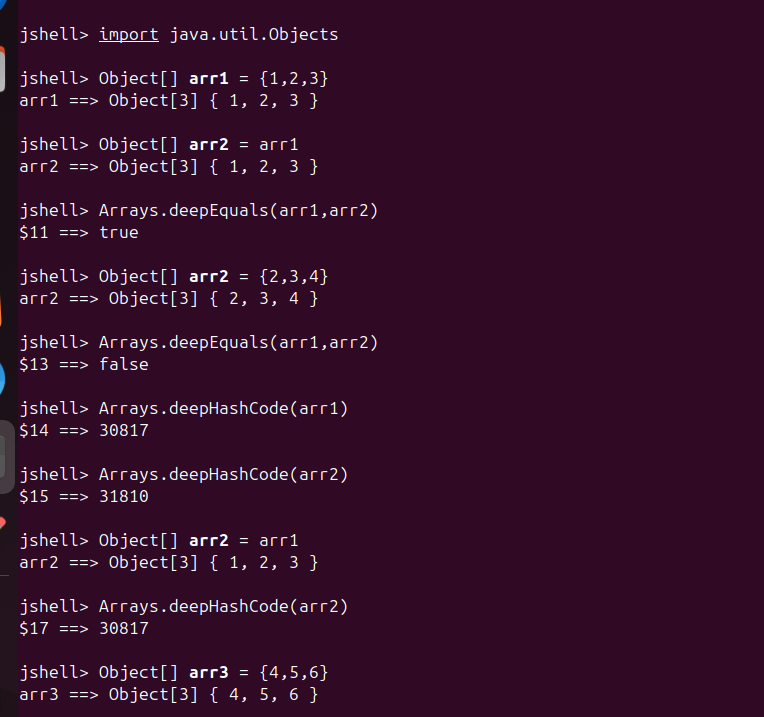 jshell> import java.util.Objects
jshell> Object[] arr1 = {1,2,3}
arr1 ==> Object[3] { 1, 2, 3 }
jshell> Object[] arr2 = arr1
arr2 ==> Object[3] { 1, 2, 3 }
jshell> Arrays.deepEquals(arr1,arr2)
$11 ==> true
jshell> Object[] arr2 = {2,3,4}
arr2 ==> Object[3] { 2, 3, 4 }
jshell> Arrays.deepEquals(arr1,arr2)
$13 ==> false
jshell> Arrays.deepHashCode(arr1)
$14 ==> 30817
jshell> Arrays.deepHashCode(arr2)
$15 ==> 31810
jshell> Object[] arr2 = arr1
arr2 ==> Object[3] { 1, 2, 3 }
jshell> Arrays.deepHashCode(arr2)
$17 ==> 30817
jshell> Object[] arr3 = {4,5,6}
arr3 ==> Object[3] { 4, 5, 6 }